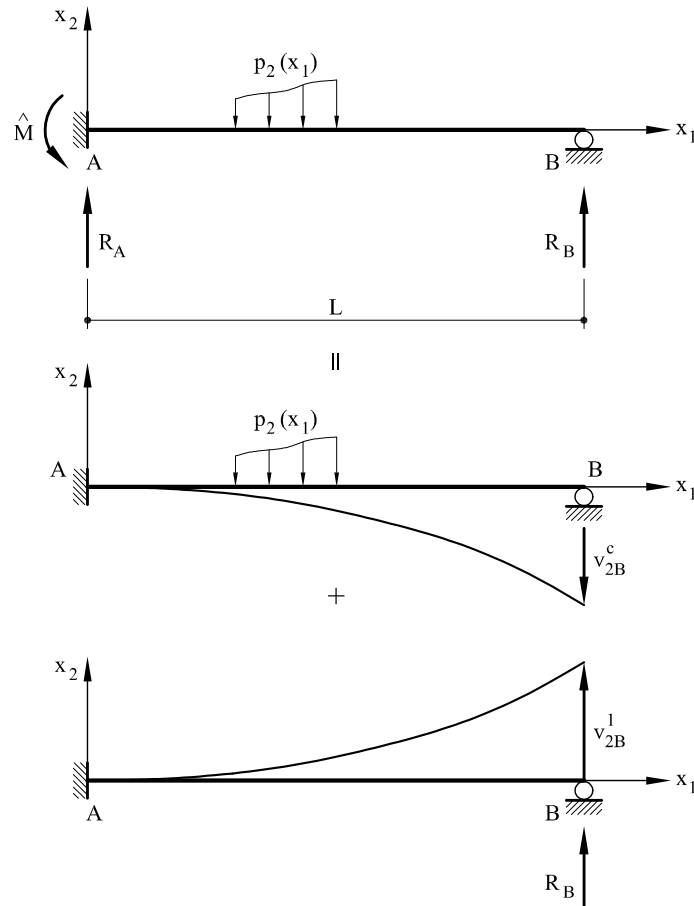 x2
p2(x1)
M̂
x1
A
B
RA
RB
L
=
x2
p2(x1)
A
B
x1
v2B^c
+
x2
v2B^1
x1
A
B
RB